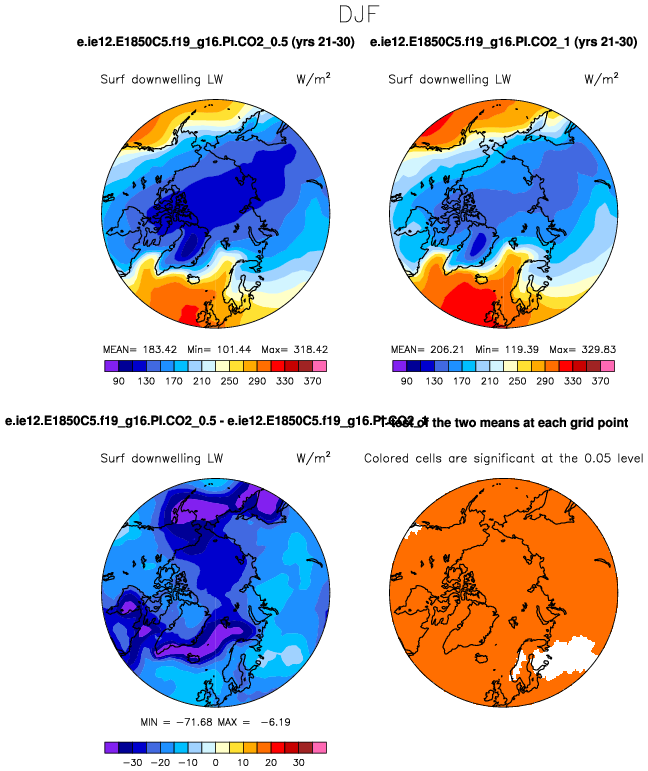 DJF
e.ie12.E1850C5.f19_g16.PI.CO2_0.5 (yrs 21-30)
e.ie12.E1850C5.f19_g16.PI.CO2_1 (yrs 21-30)
Surf downwelling LW W/m²
Surf downwelling LW W/m²
MEAN= 183.42 Min= 101.44 Max= 318.42
MEAN= 206.21 Min= 119.39 Max= 329.83
90 130 170 210 250 290 330 370
90 130 170 210 250 290 330 370
e.ie12.E1850C5.f19_g16.PI.CO2_0.5 - e.ie12.E1850C5.f19_g16.PI.CO2_1
T-test of the two means at each grid point
Surf downwelling LW W/m²
Colored cells are significant at the 0.05 level
MIN = −71.68 MAX = −6.19
−30 −20 −10 0 10 20 30